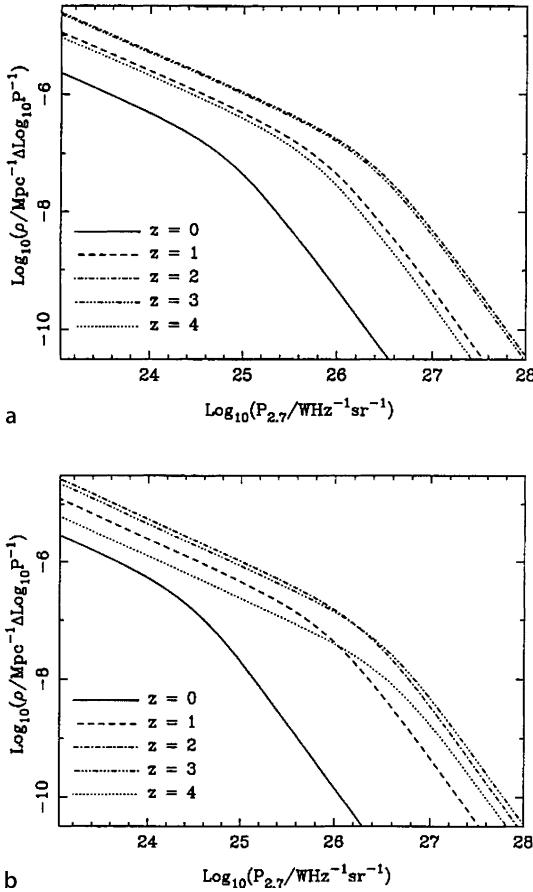 Log₁₀(ρ/Mpc⁻¹ΔLog₁₀P⁻¹)
-6
-8
-10
z = 0
z = 1
z = 2
z = 3
z = 4
24 25 26 27 28
Log₁₀(P₂.₇/WHz⁻¹sr⁻¹)
a
Log₁₀(ρ/Mpc⁻¹ΔLog₁₀P⁻¹)
-6
-8
-10
z = 0
z = 1
z = 2
z = 3
z = 4
24 25 26 27 28
Log₁₀(P₂.₇/WHz⁻¹sr⁻¹)
b